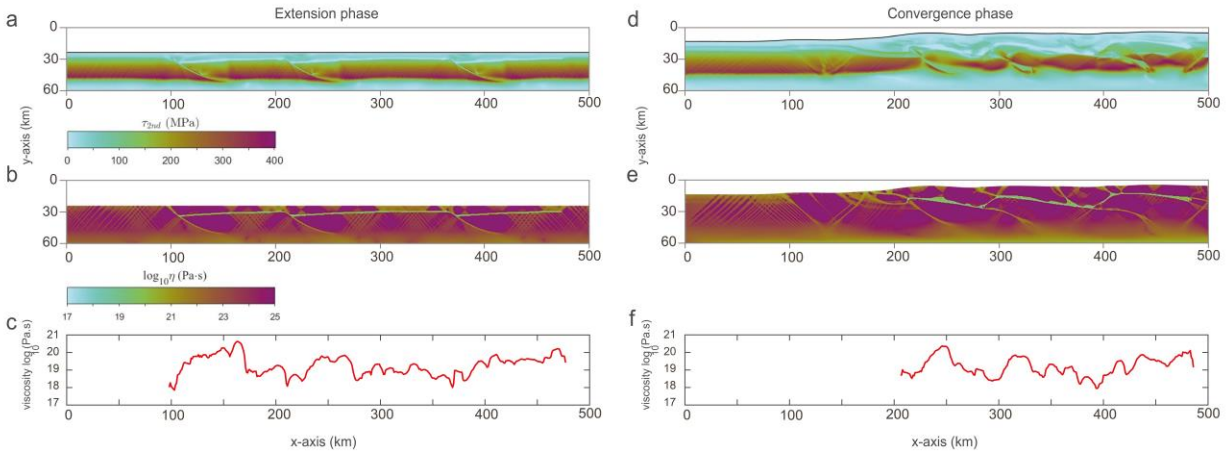 Extension phase
Convergence phase
a
0
30
60
0 100 200 300 400 500
y-axis (km)
τ2nd (MPa)
0 100 200 300 400
b
0
30
60
0 100 200 300 400 500
log10η (Pa·s)
17 19 21 23 25
c
viscosity log10(Pa.s)
21
20
19
18
17
0 100 200 300 400 500
x-axis (km)
d
0
30
60
0 100 200 300 400 500
y-axis (km)
e
0
30
60
0 100 200 300 400 500
f
viscosity log10(Pa.s)
21
20
19
18
17
0 100 200 300 400 500
x-axis (km)